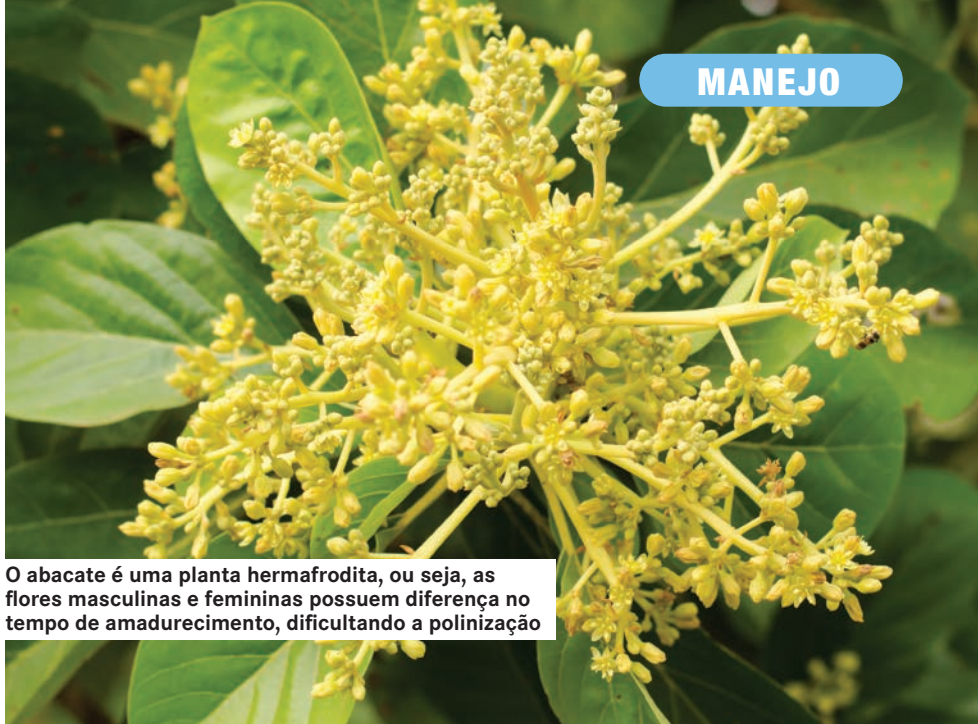 MANEJO
O abacate é uma planta hermafrodita, ou seja, as
flores masculinas e femininas possuem diferença no
tempo de amadurecimento, dificultando a polinização